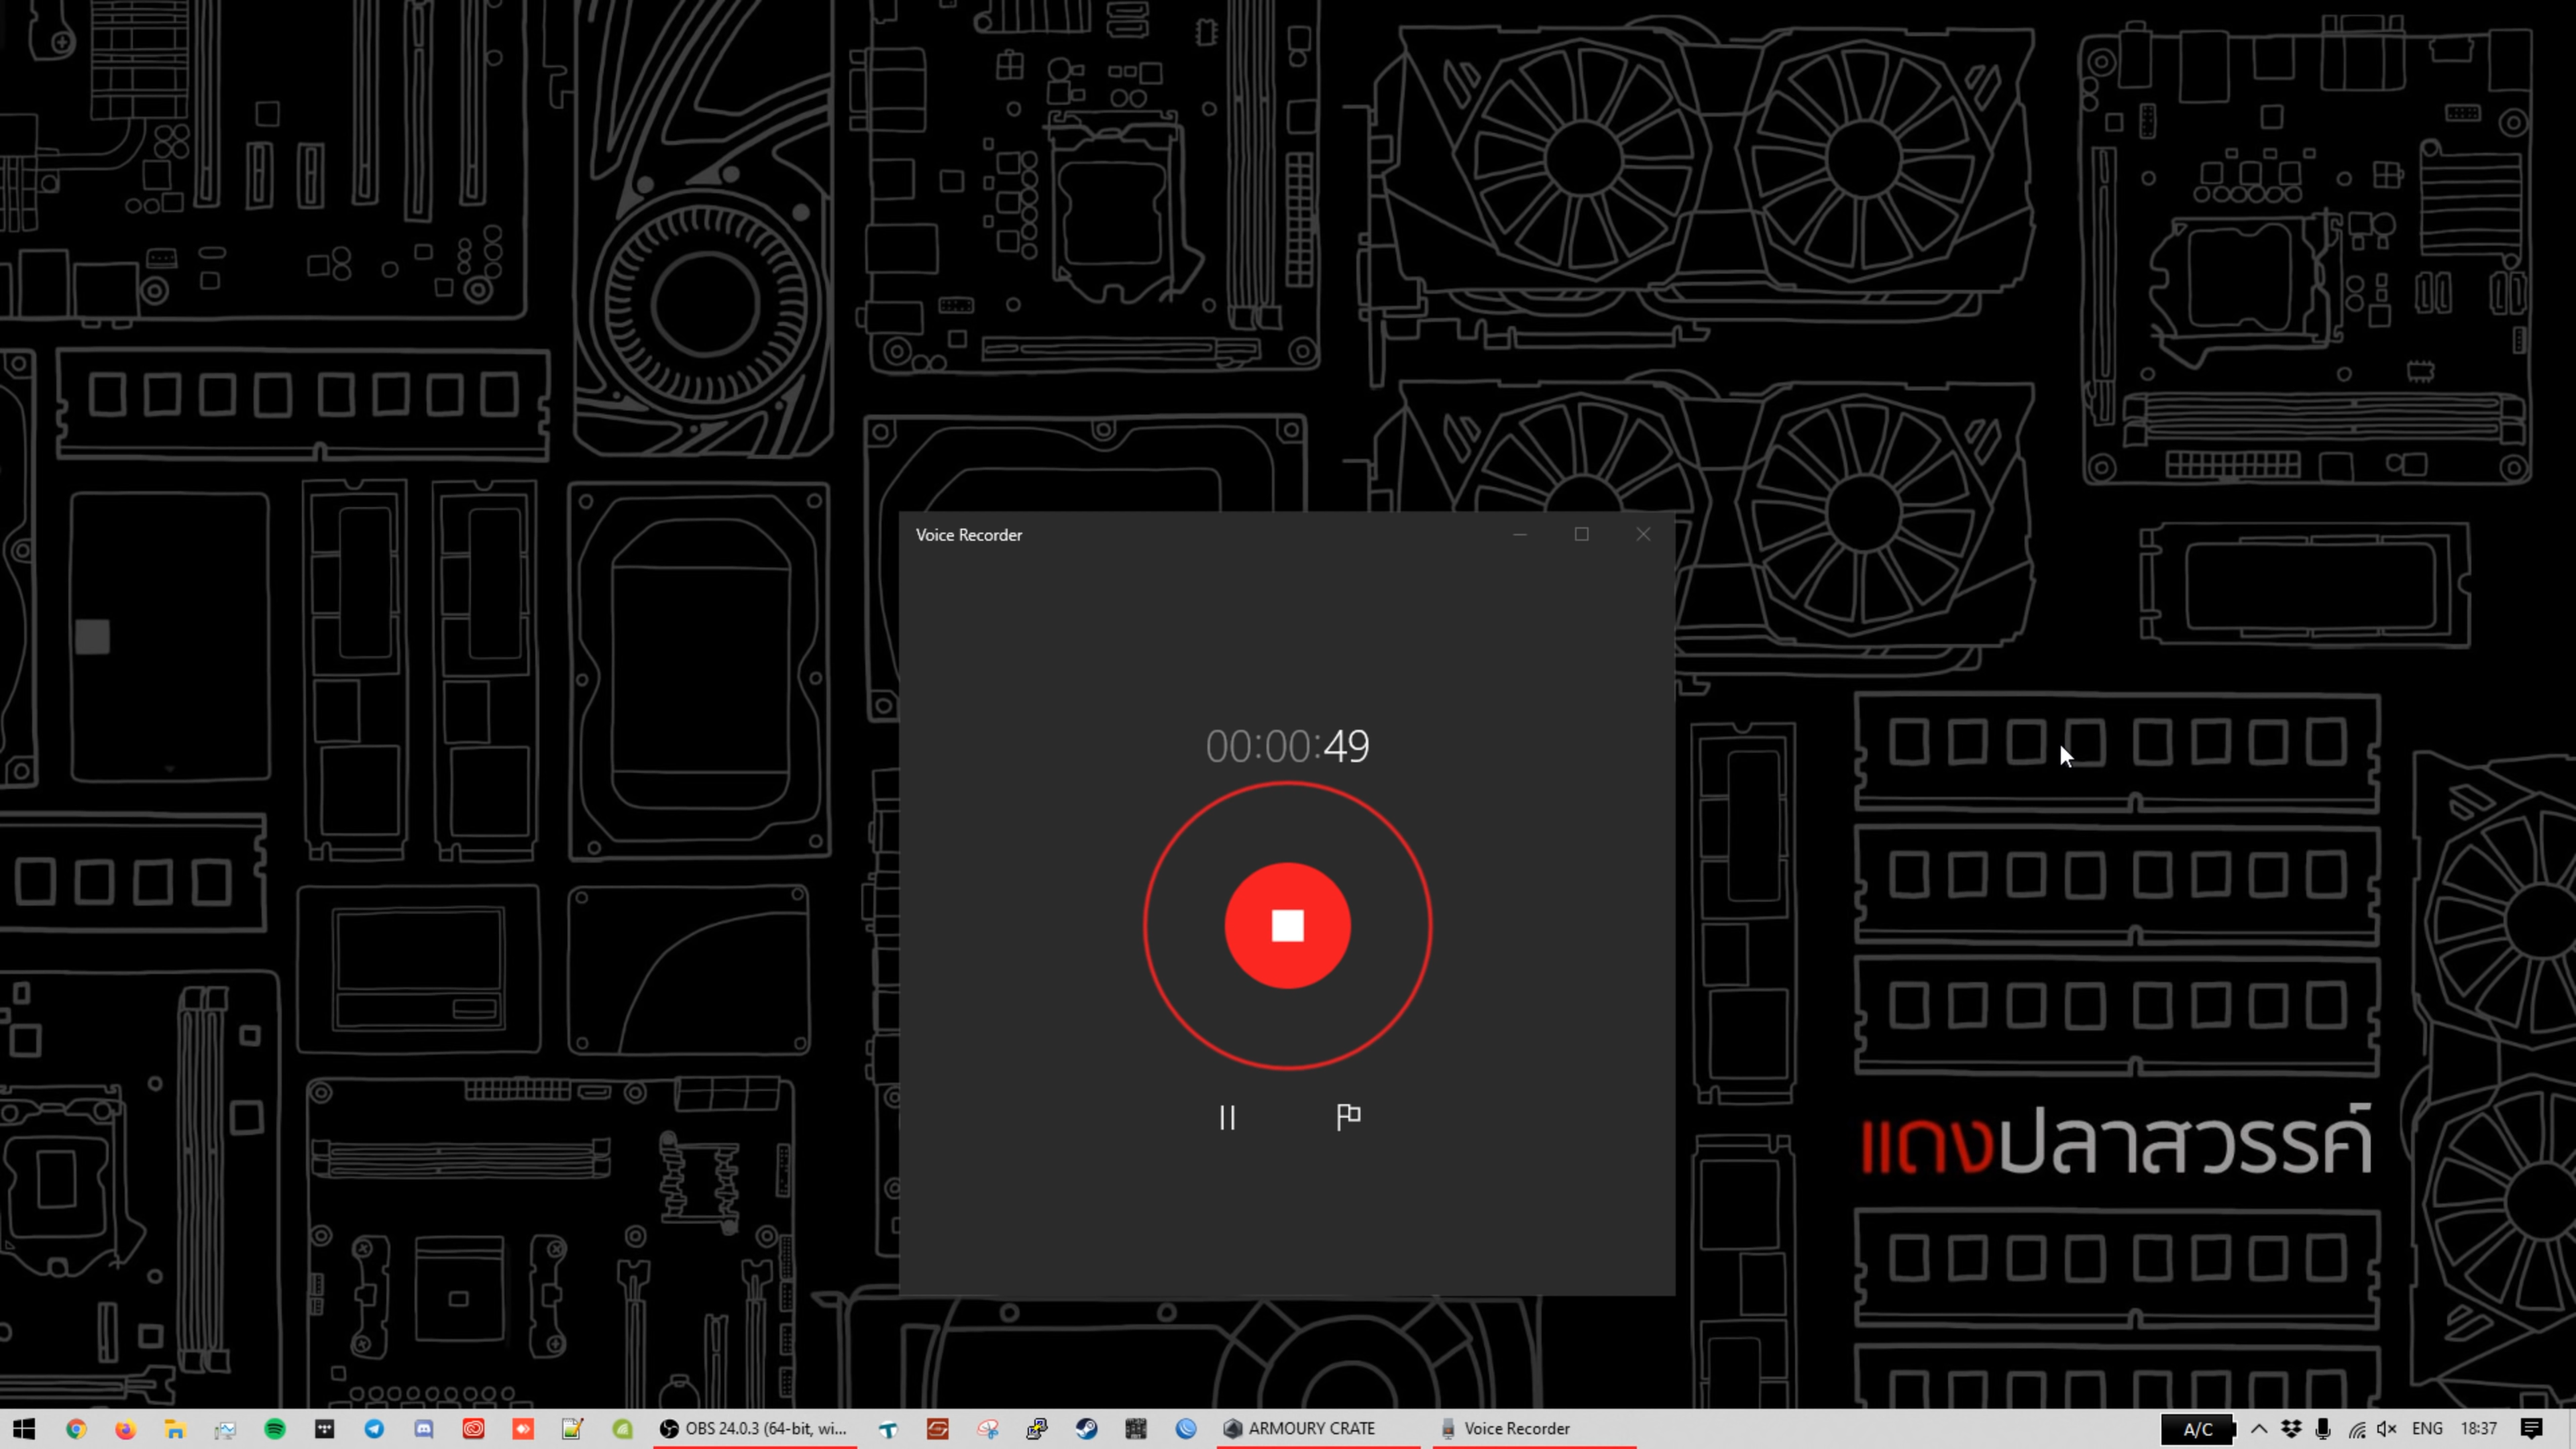 Voice Recorder
00:00:49
แดงปลาสวรรค์
OBS 24.0.3 (64-bit, wi...
ARMOURY CRATE
Voice Recorder
A/C
ENG
18:37